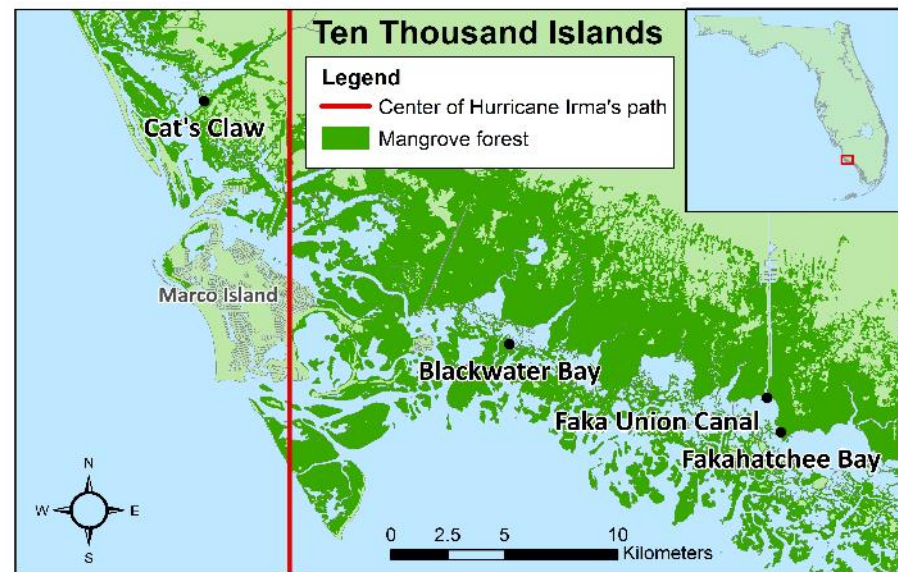 Ten Thousand Islands
Legend
Center of Hurricane Irma's path
Mangrove forest
Cat's Claw
Marco Island
Blackwater Bay
Faka Union Canal
Fakahatchee Bay
N
W E
S
0 2.5 5 10
Kilometers